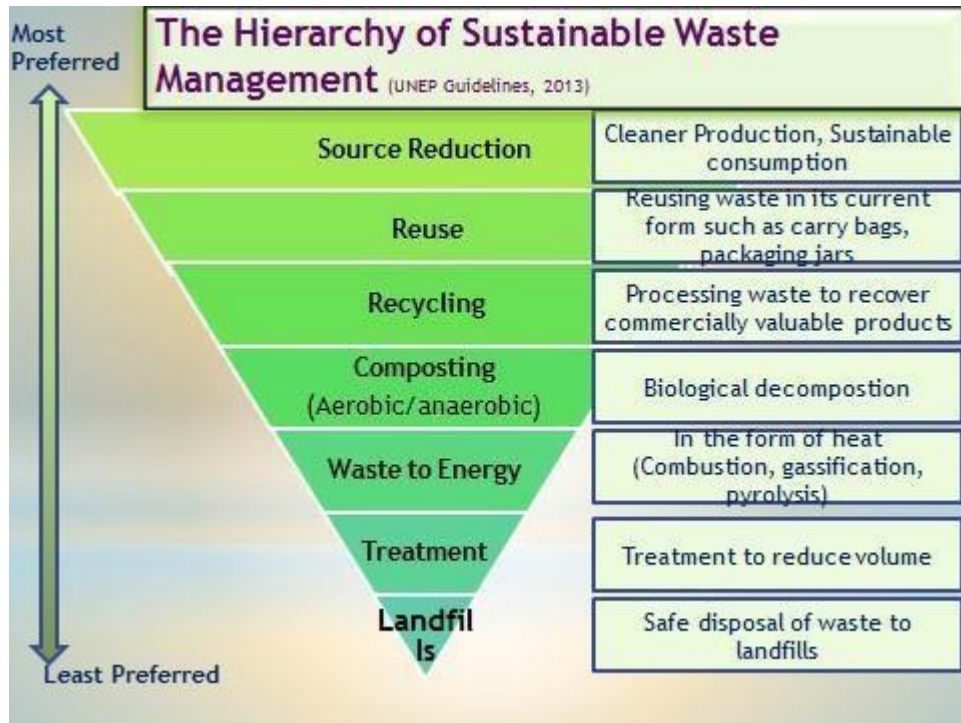 Most
Preferred
The Hierarchy of Sustainable Waste
Management (UNEP Guidelines, 2013)
Source Reduction
Cleaner Production, Sustainable
consumption
Reuse
Reusing waste in its current
form such as carry bags,
packaging jars
Recycling
Processing waste to recover
commercially valuable products
Composting
(Aerobic/anaerobic)
Biological decompostion
Waste to Energy
In the form of heat
(Combustion, gassification,
pyrolysis)
Treatment
Treatment to reduce volume
Landfil
ls
Safe disposal of waste to
landfills
Least Preferred